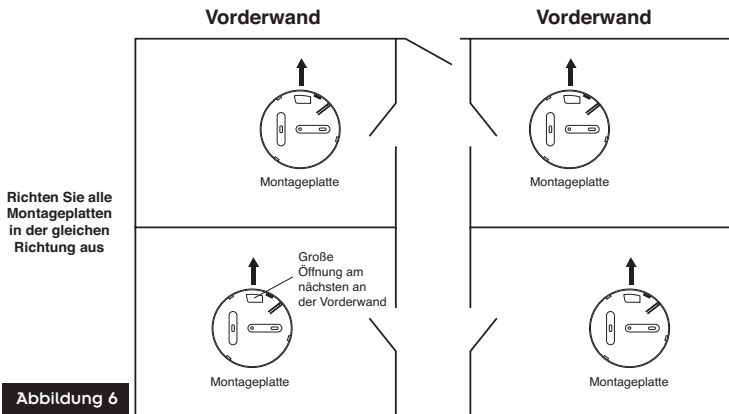 Vorderwand
Vorderwand
Montageplatte
Montageplatte
Richten Sie alle
Montageplatten
in der gleichen
Richtung aus
Große
Öffnung am
nächsten an
der Vorderwand
Montageplatte
Montageplatte
Abbildung 6